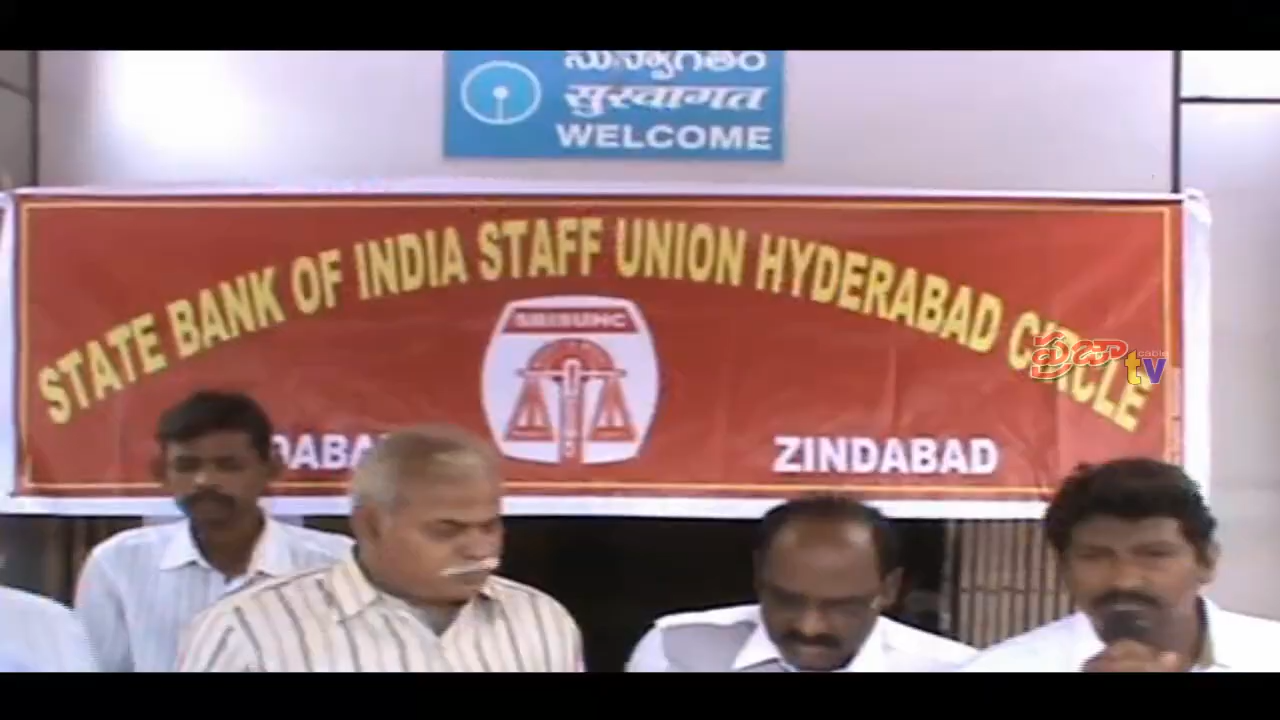 సుస్వాగతం
सुस्वागत
WELCOME
STATE BANK OF INDIA STAFF UNION HYDERABAD CIRCLE
SBISUHC
ZINDABAD
ప్రజా
cable
tv